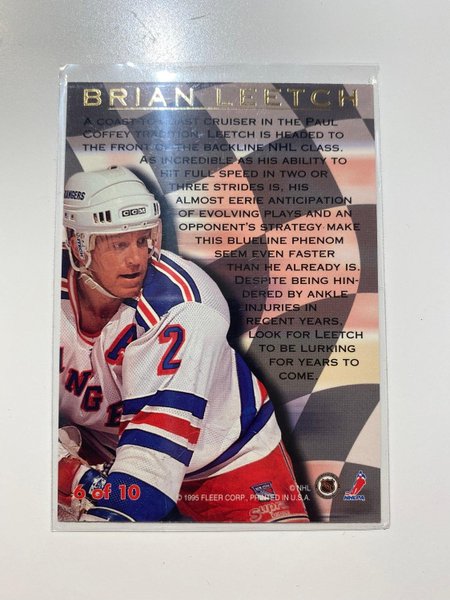 BRIAN LEETCH
A COAST-TO-COAST CRUISER IN THE PAUL
COFFEY TRADITION, LEETCH IS HEADED TO
THE FRONT OF THE BACKLINE NHL CLASS.
AS INCREDIBLE AS HIS ABILITY TO
HIT FULL SPEED IN TWO OR
THREE STRIDES IS, HIS
ALMOST EERIE ANTICIPATION
OF EVOLVING PLAYS AND AN
OPPONENT'S STRATEGY MAKE
THIS BLUELINE PHENOM
SEEM EVEN FASTER
THAN HE ALREADY IS.
DESPITE BEING HIN-
DERED BY ANKLE
INJURIES IN
RECENT YEARS,
LOOK FOR LEETCH
TO BE LURKING
FOR YEARS TO
COME.
RANGERS
CCM
A
2
ANGE
6 of 10
Supra
© NHL
© 1995 FLEER CORP., PRINTED IN U.S.A.
NHLPA